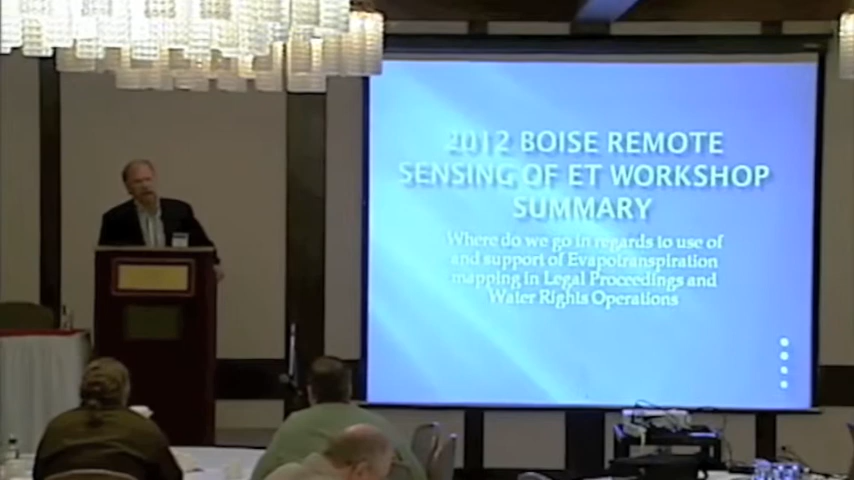 2012 BOISE REMOTE
SENSING OF ET WORKSHOP
SUMMARY
Where do we go in regards to use of
and support of Evapotranspiration
mapping in Legal Proceedings and
Water Rights Operations